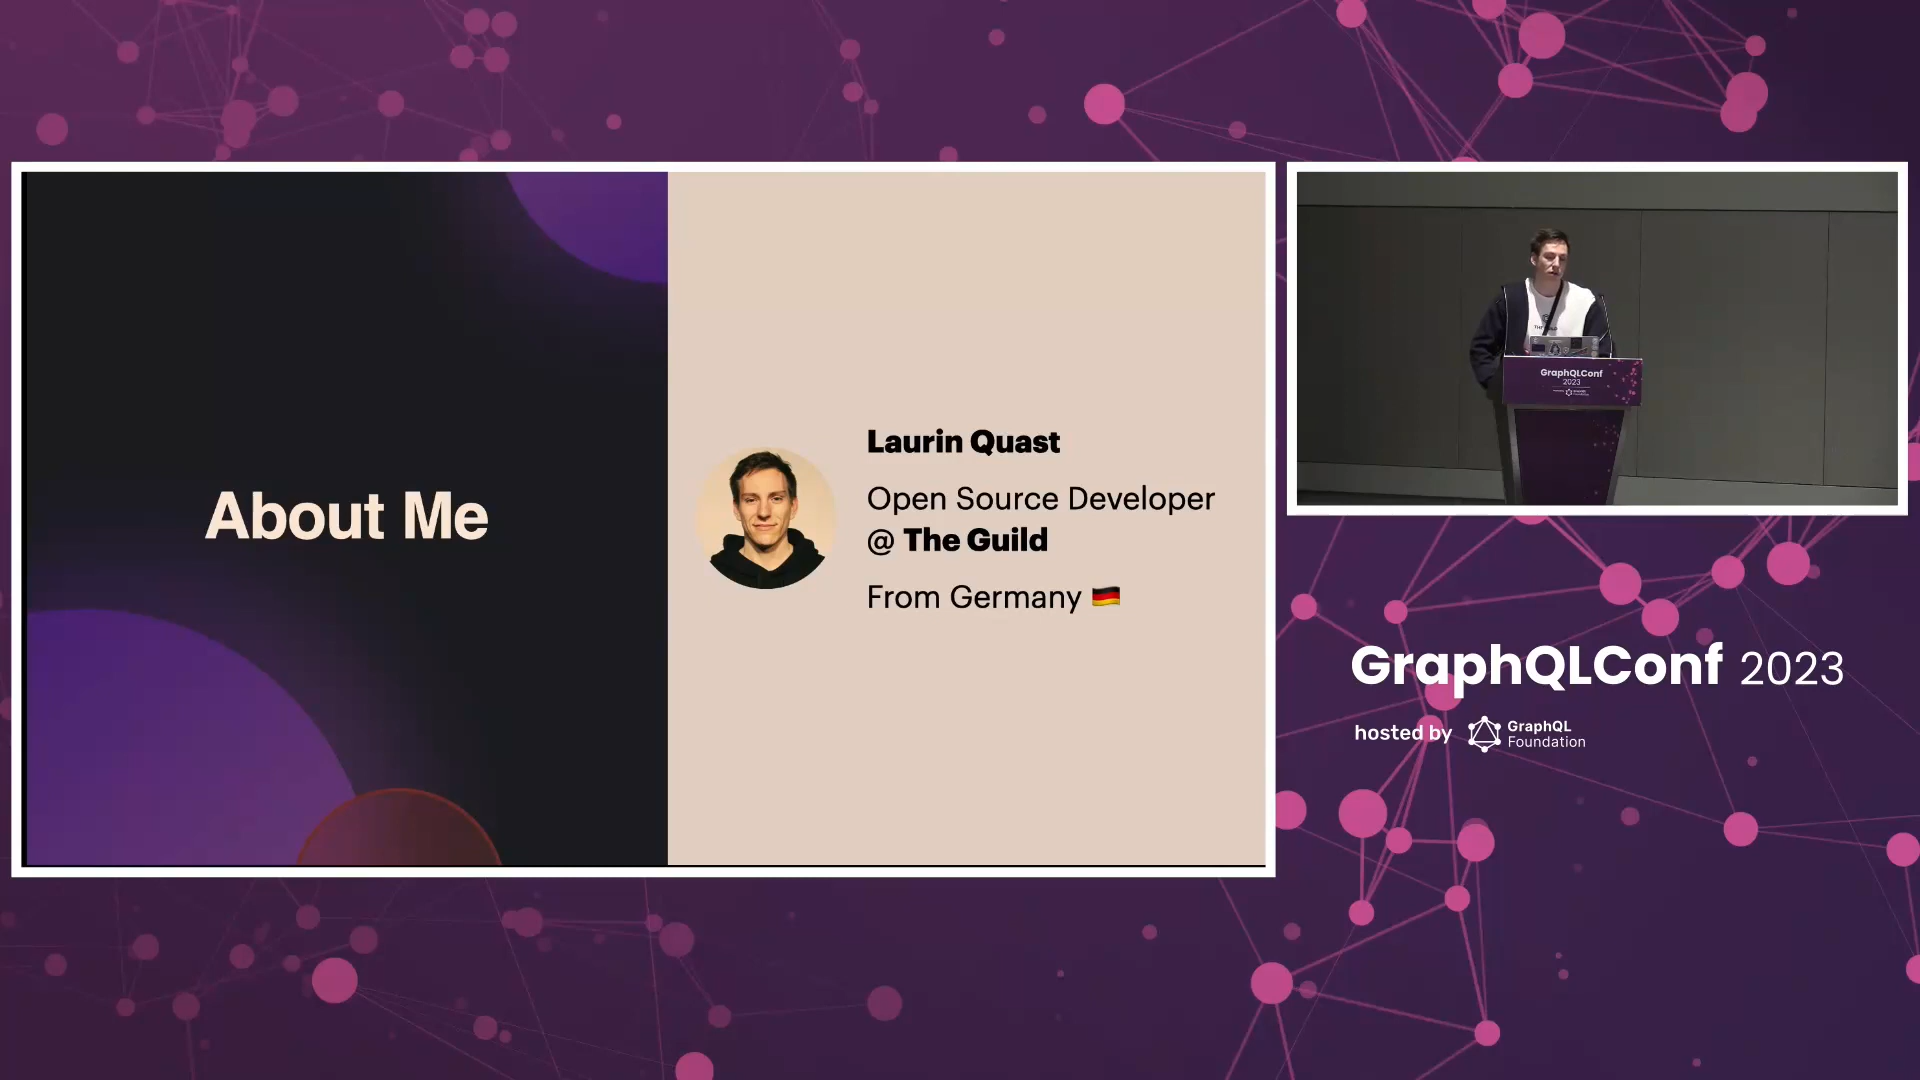 About Me
Laurin Quast
Open Source Developer
@ The Guild
From Germany 🇩🇪
GraphQLConf
2023
GraphQLConf 2023
hosted by GraphQL
Foundation